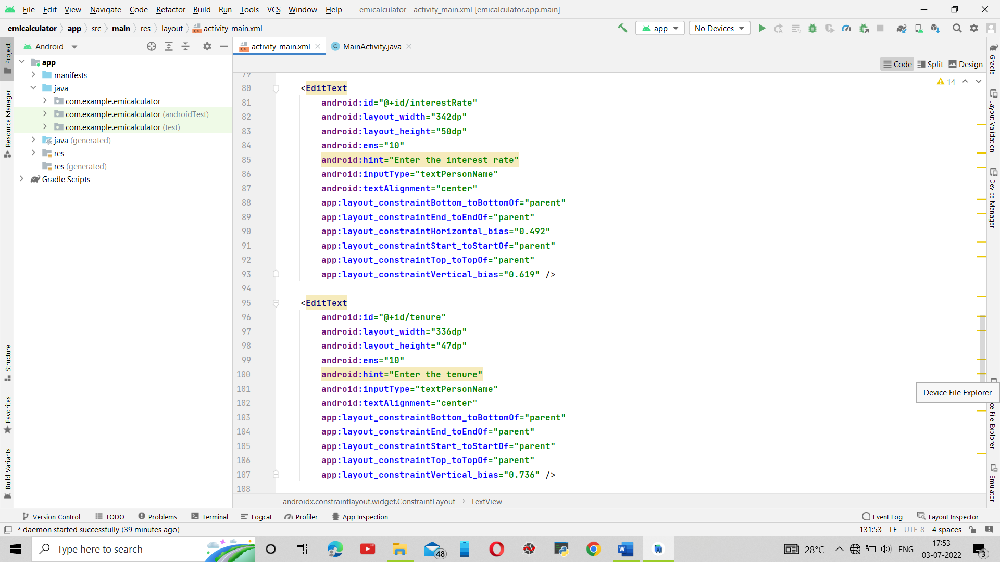 File Edit View Navigate Code Refactor Build Run Tools VCS Window Help emicalculator - activity_main.xml [emicalculator.app.main]
emicalculator app src main res layout activity_main.xml app No Devices
Project
Android
activity_main.xml
MainActivity.java
Code Split Design
14
app
manifests
java
com.example.emicalculator
com.example.emicalculator (androidTest)
com.example.emicalculator (test)
java (generated)
res
res (generated)
Gradle Scripts
Resource Manager
Structure
Favorites
Build Variants
79
80 <EditText
81 android:id="@+id/interestRate"
82 android:layout_width="342dp"
83 android:layout_height="50dp"
84 android:ems="10"
85 android:hint="Enter the interest rate"
86 android:inputType="textPersonName"
87 android:textAlignment="center"
88 app:layout_constraintBottom_toBottomOf="parent"
89 app:layout_constraintEnd_toEndOf="parent"
90 app:layout_constraintHorizontal_bias="0.492"
91 app:layout_constraintStart_toStartOf="parent"
92 app:layout_constraintTop_toTopOf="parent"
93 app:layout_constraintVertical_bias="0.619" />
94
95 <EditText
96 android:id="@+id/tenure"
97 android:layout_width="336dp"
98 android:layout_height="47dp"
99 android:ems="10"
100 android:hint="Enter the tenure"
101 android:inputType="textPersonName"
102 android:textAlignment="center"
103 app:layout_constraintBottom_toBottomOf="parent"
104 app:layout_constraintEnd_toEndOf="parent"
105 app:layout_constraintStart_toStartOf="parent"
106 app:layout_constraintTop_toTopOf="parent"
107 app:layout_constraintVertical_bias="0.736" />
108
Gradle
Layout Validation
Device Manager
Device File Explorer
ce File Explorer
Emulator
androidx.constraintlayout.widget.ConstraintLayout TextView
Version Control TODO Problems Terminal Logcat Profiler App Inspection Event Log Layout Inspector
* daemon started successfully (39 minutes ago) 131:53 LF UTF-8 4 spaces
Type here to search
48
28°C
ENG
17:53
03-07-2022
3